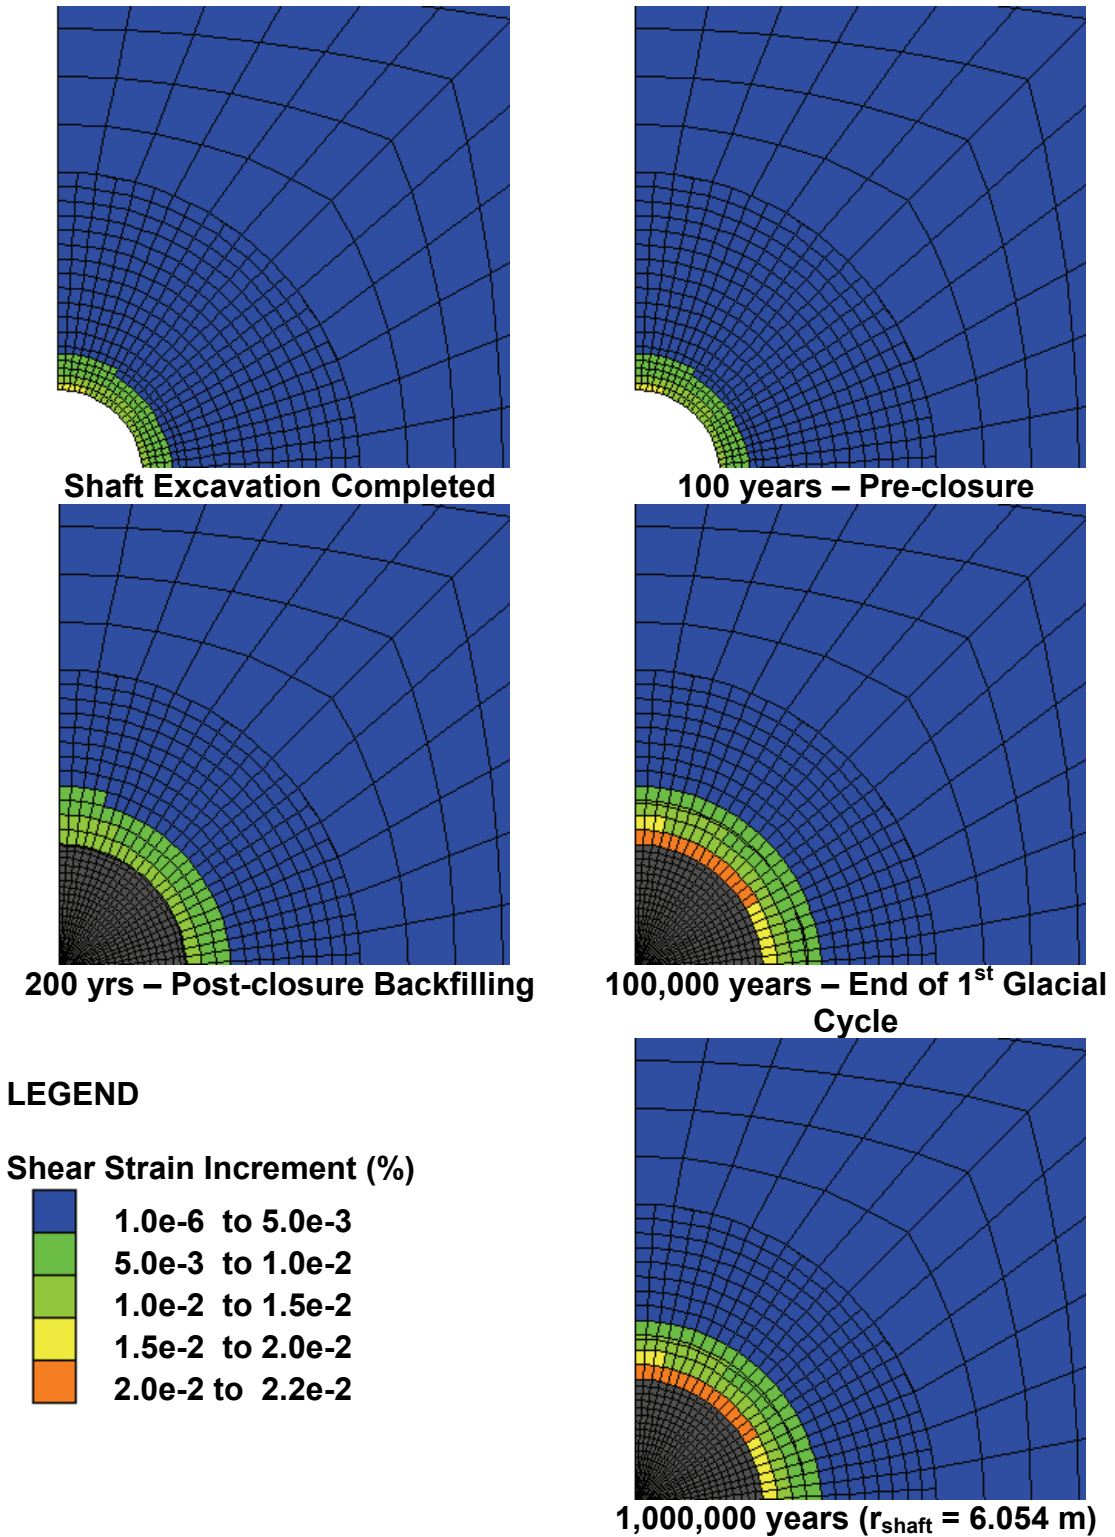 Shaft Excavation Completed
100 years – Pre-closure
200 yrs – Post-closure Backfilling
100,000 years – End of 1st Glacial
Cycle
LEGEND
Shear Strain Increment (%)
1.0e-6 to 5.0e-3
5.0e-3 to 1.0e-2
1.0e-2 to 1.5e-2
1.5e-2 to 2.0e-2
2.0e-2 to 2.2e-2
1,000,000 years (rshaft = 6.054 m)